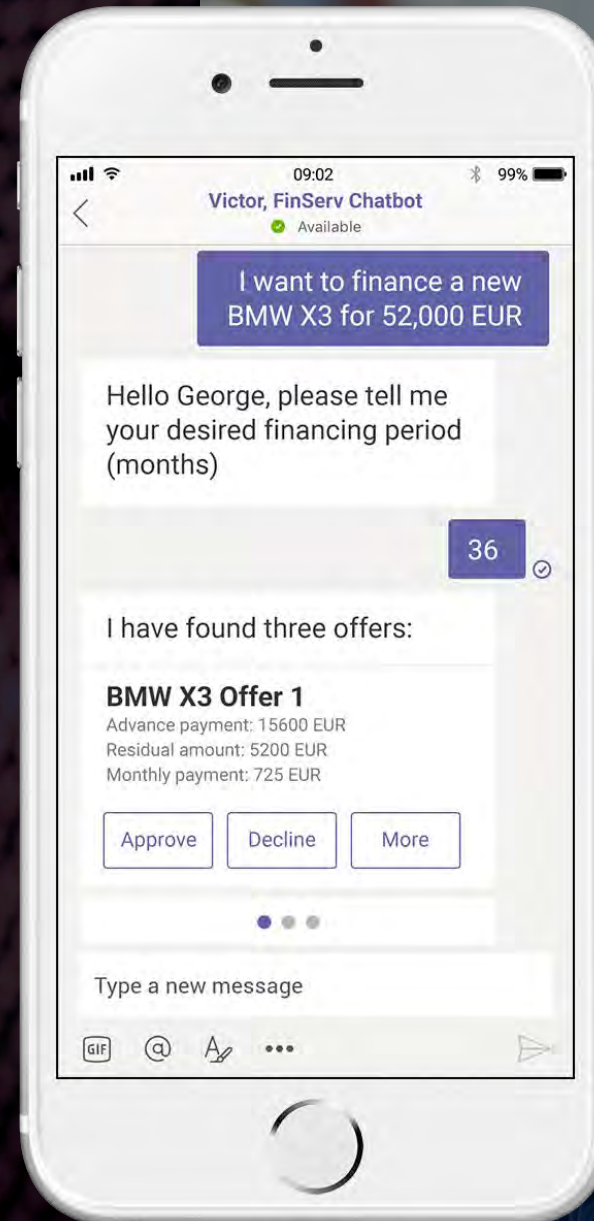 09:02
99%
Victor, FinServ Chatbot
Available
I want to finance a new
BMW X3 for 52,000 EUR
Hello George, please tell me
your desired financing period
(months)
36
I have found three offers:
BMW X3 Offer 1
Advance payment: 15600 EUR
Residual amount: 5200 EUR
Monthly payment: 725 EUR
Approve
Decline
More
Type a new message
GIF